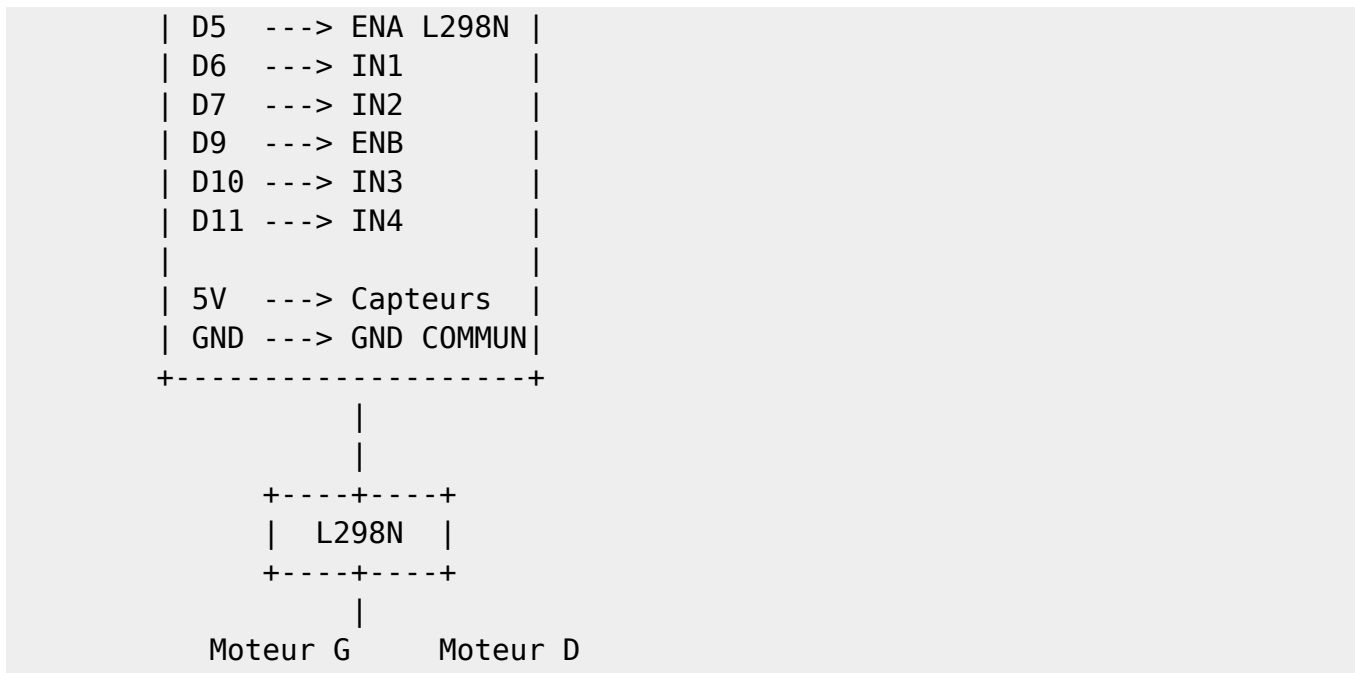 | D5   ---> ENA L298N |
| D6   ---> IN1       |
| D7   ---> IN2       |
| D9   ---> ENB       |
| D10 ---> IN3       |
| D11 ---> IN4       |
|                     |
| 5V   ---> Capteurs  |
| GND ---> GND COMMUN|
+--------------------+
|
|
+----+----+
|  L298N  |
+----+----+
|
Moteur G     Moteur D